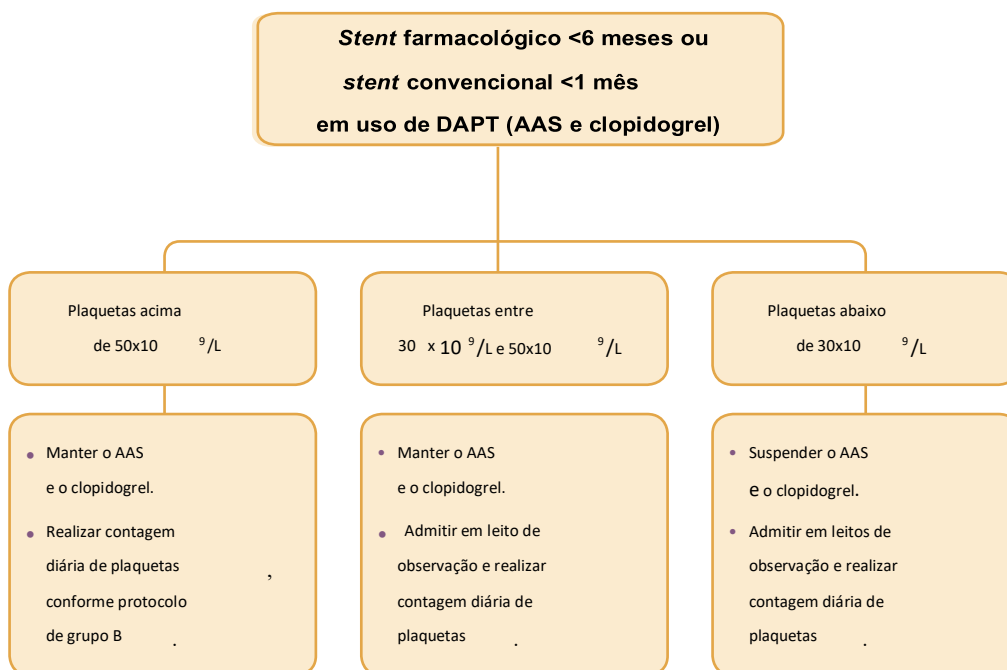 Stent farmacológico <6 meses ou
stent convencional <1 mês
em uso de DAPT (AAS e clopidogrel)
Plaquetas acima
de 50x10 ⁹/L
Plaquetas entre
30 x 10 ⁹/L e 50x10 ⁹/L
Plaquetas abaixo
de 30x10 ⁹/L
• Manter o AAS
e o clopidogrel.
• Realizar contagem
diária de plaquetas ,
conforme protocolo
de grupo B .
• Manter o AAS
e o clopidogrel.
• Admitir em leito de
observação e realizar
contagem diária de
plaquetas .
• Suspender o AAS
e o clopidogrel.
• Admitir em leitos de
observação e realizar
contagem diária de
plaquetas .